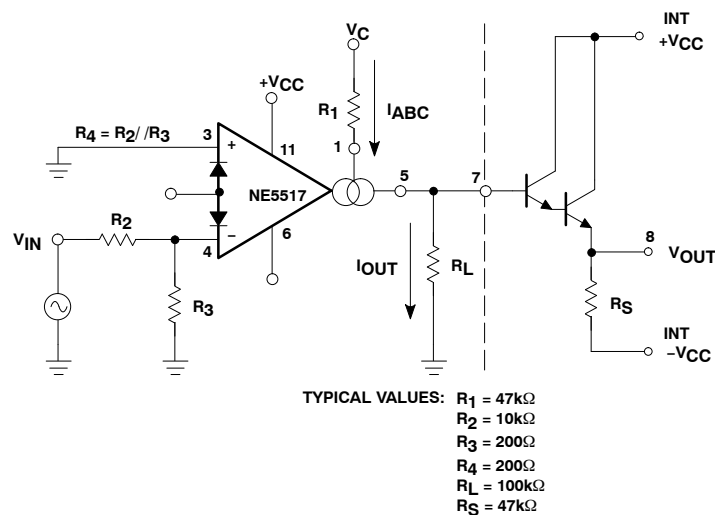 INT
+VCC
VC
+VCC
R1
IABC
R4 = R2/ /R3
3
+
11
1
5
7
NE5517
VIN
R2
4
−
6
8
VOUT
IOUT
RL
R3
RS
INT
−VCC
TYPICAL VALUES: R1 = 47kΩ
R2 = 10kΩ
R3 = 200Ω
R4 = 200Ω
RL = 100kΩ
RS = 47kΩ